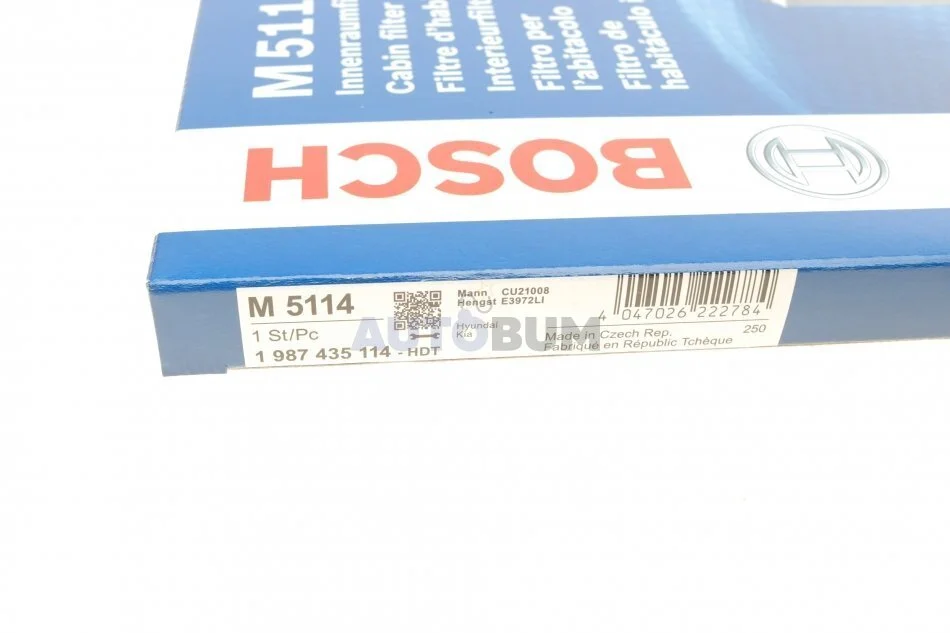 M 511
Innenraumfi
Cabin filter
Filtre d'hab
Interieurfilte
Filtro per
l'abitacolo
Filtro de
habitáculo
BOSCH
M 5114
1 St/Pc
1 987 435 114 - HDT
Mann CU21008
Hengst E3972LI
Hyundai
Kia
4 047026 222784
250
Made in Czech Rep.
Fabriqué en République Tchèque
AUTOBUM